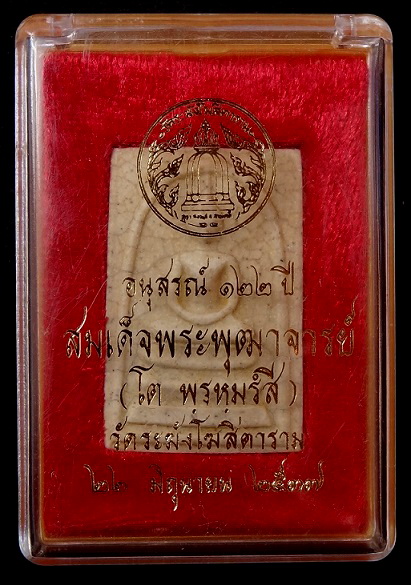 อนุสรณ์ ๑๒๒ ปี
สมเด็จพระพุฒาจารย์
(โต พรหมรํสี)
วัดระฆังโฆสิตาราม
๒๒ มิถุนายน ๒๕๓๗